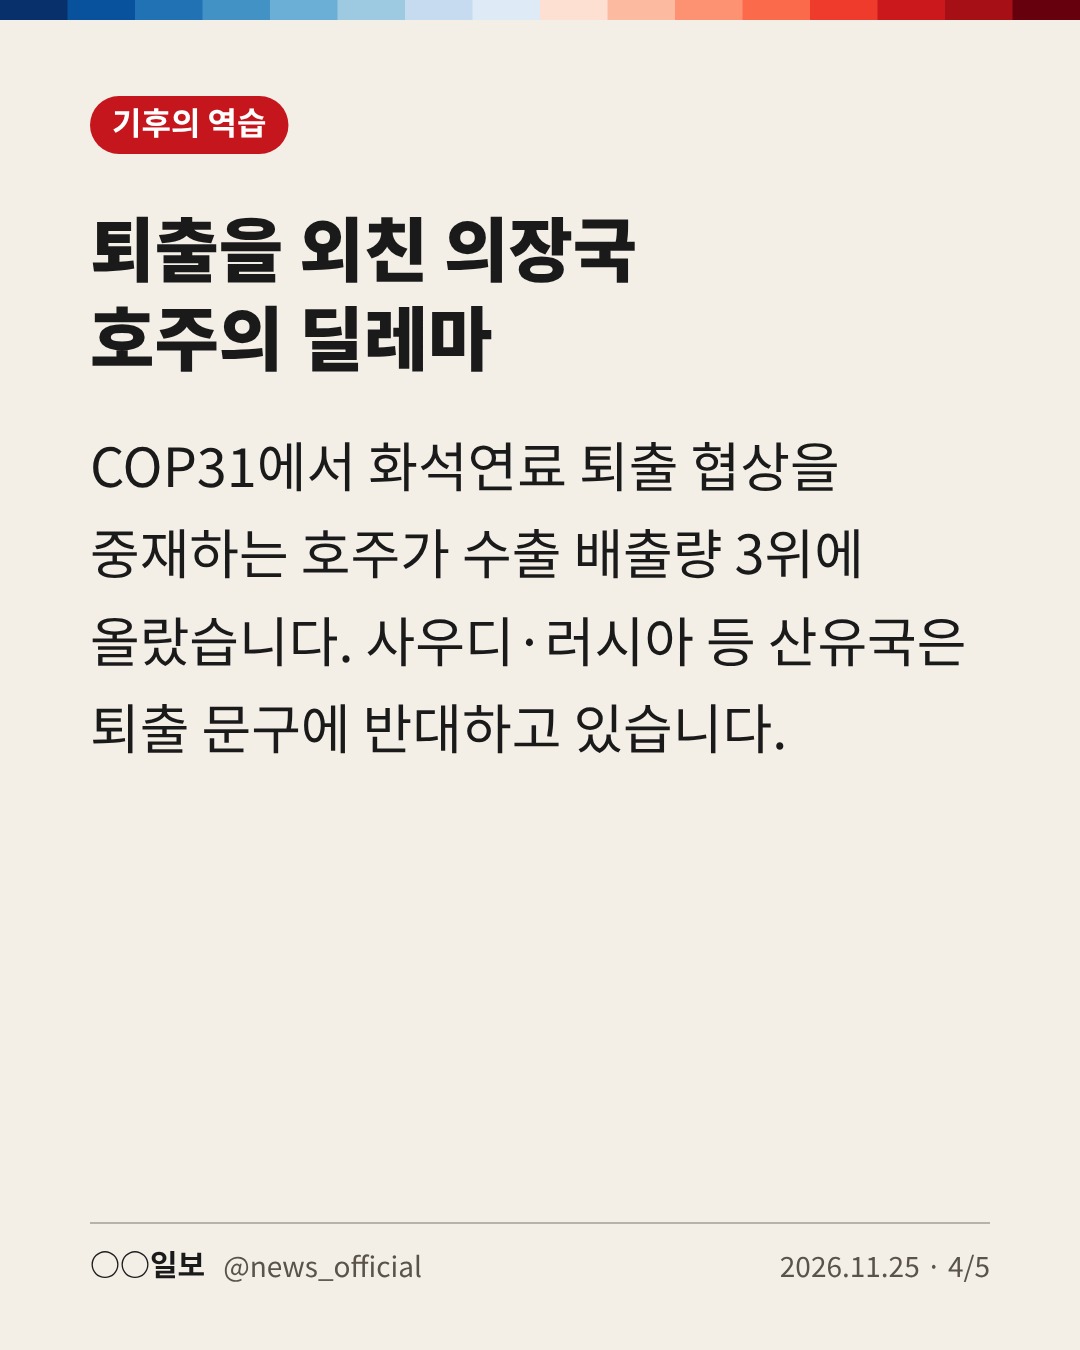 기후의 역습
퇴출을 외친 의장국
호주의 딜레마
COP31에서 화석연료 퇴출 협상을
중재하는 호주가 수출 배출량 3위에
올랐습니다. 사우디·러시아 등 산유국은
퇴출 문구에 반대하고 있습니다.
○○일보 @news_official
2026.11.25 · 4/5